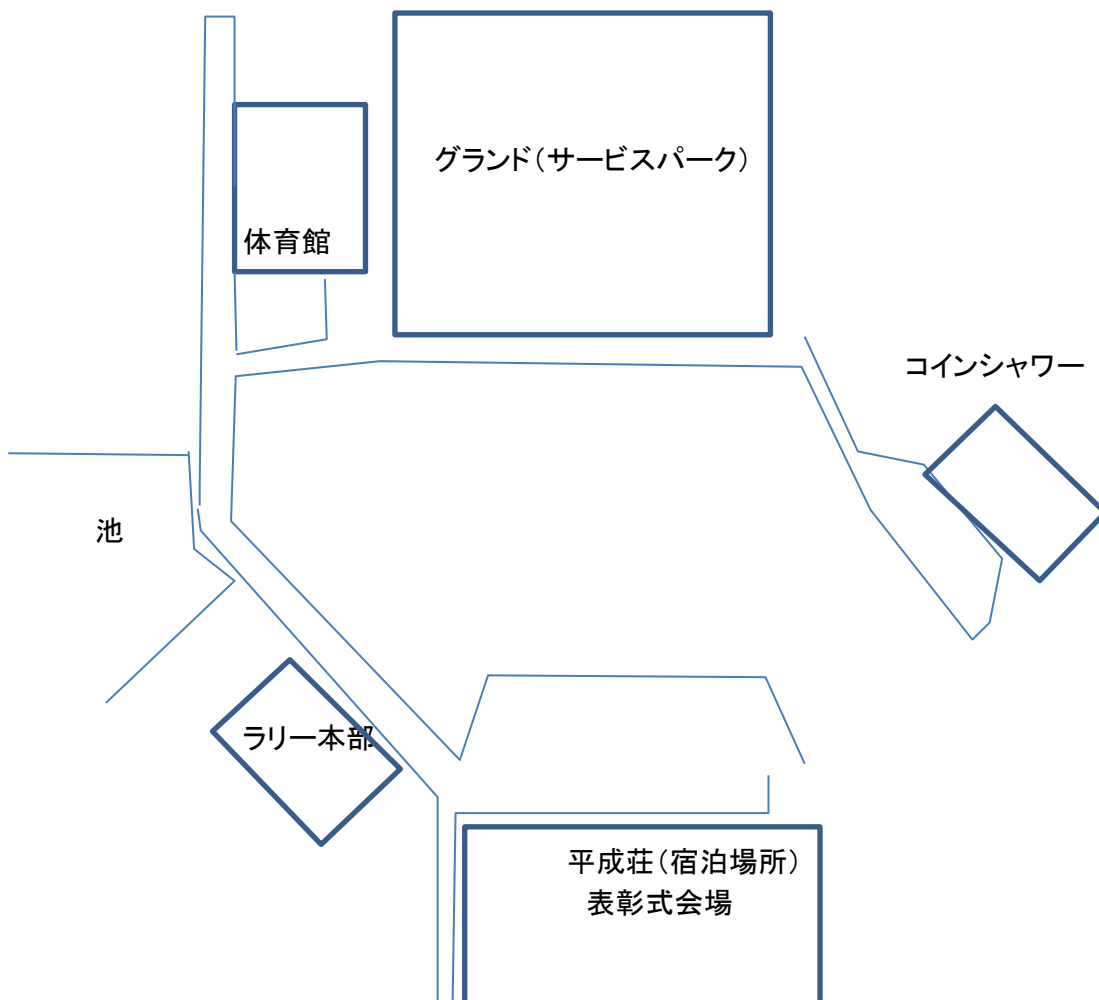 グランド（サービスパーク）
体育館
コインシャワー
池
ラリー本部
平成荘（宿泊場所）
表彰式会場